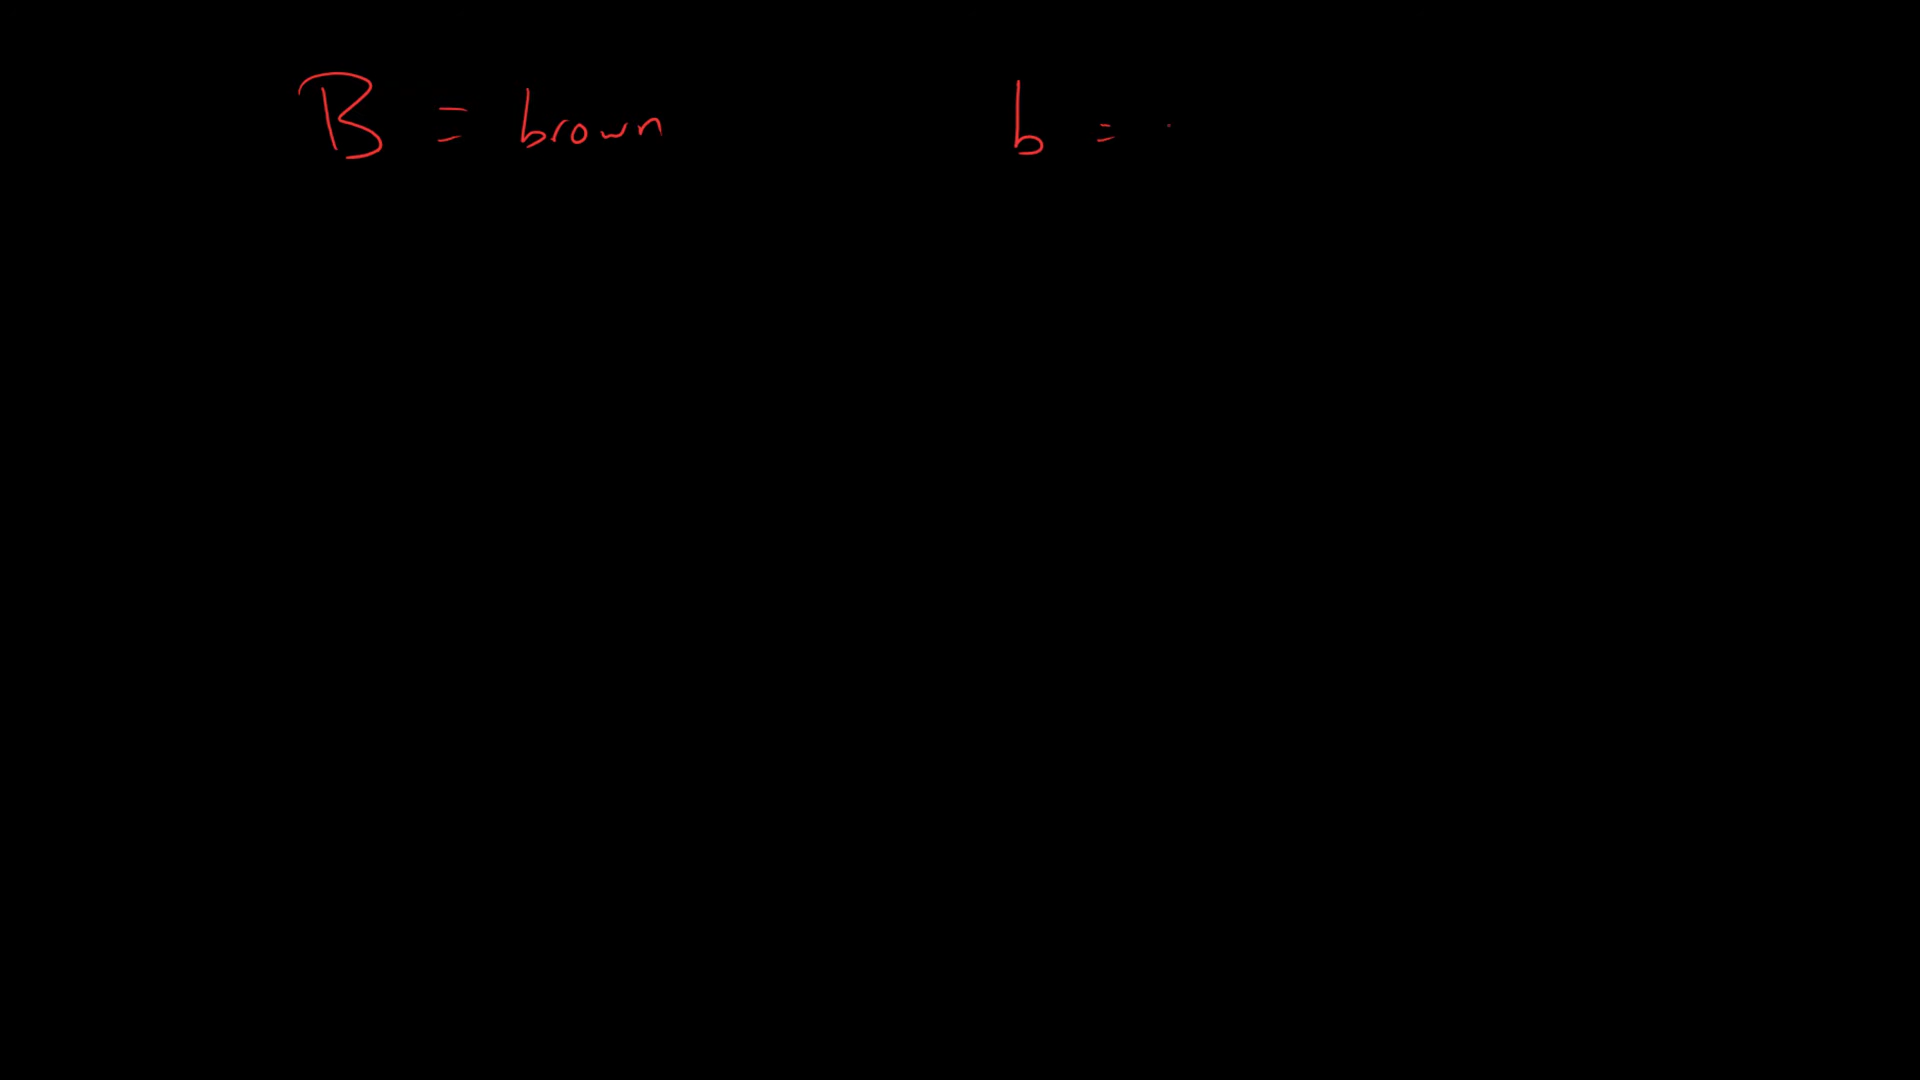 B = brown b =